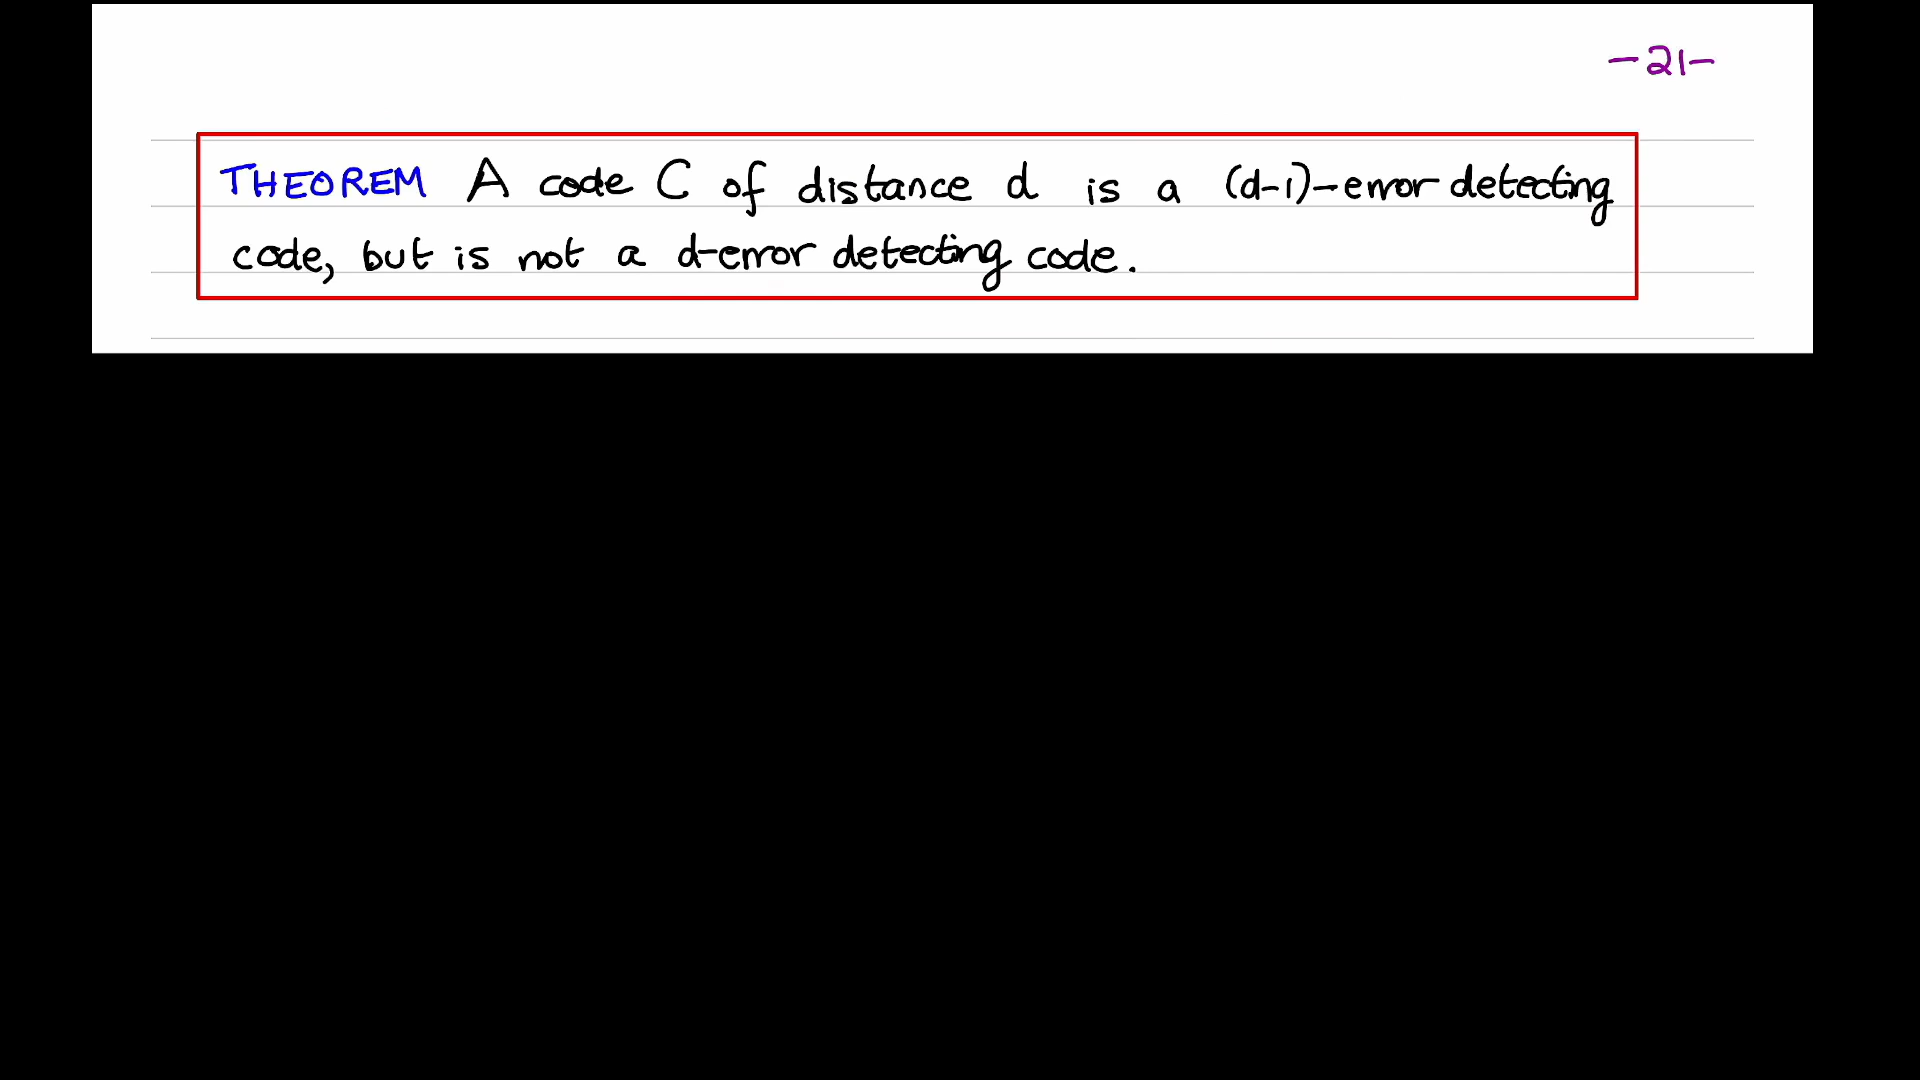 -21-
THEOREM A code C of distance d is a (d-1)-error detecting
code, but is not a d-error detecting code.